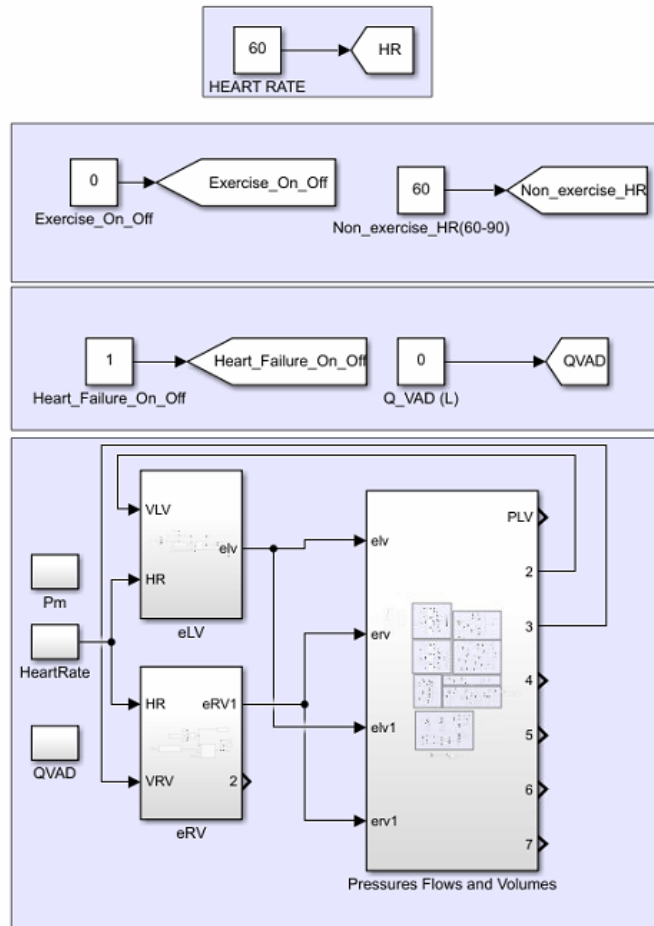 60
HR
HEART RATE
0
Exercise_On_Off
Exercise_On_Off
60
Non_exercise_HR
Non_exercise_HR(60-90)
1
Heart_Failure_On_Off
Heart_Failure_On_Off
0
QVAD
Q_VAD (L)
VLV
elv
HR
eLV
Pm
HeartRate
QVAD
HR
eRV1
VRV
2
eRV
elv
erv
elv1
erv1
PLV
2
3
4
5
6
7
Pressures Flows and Volumes